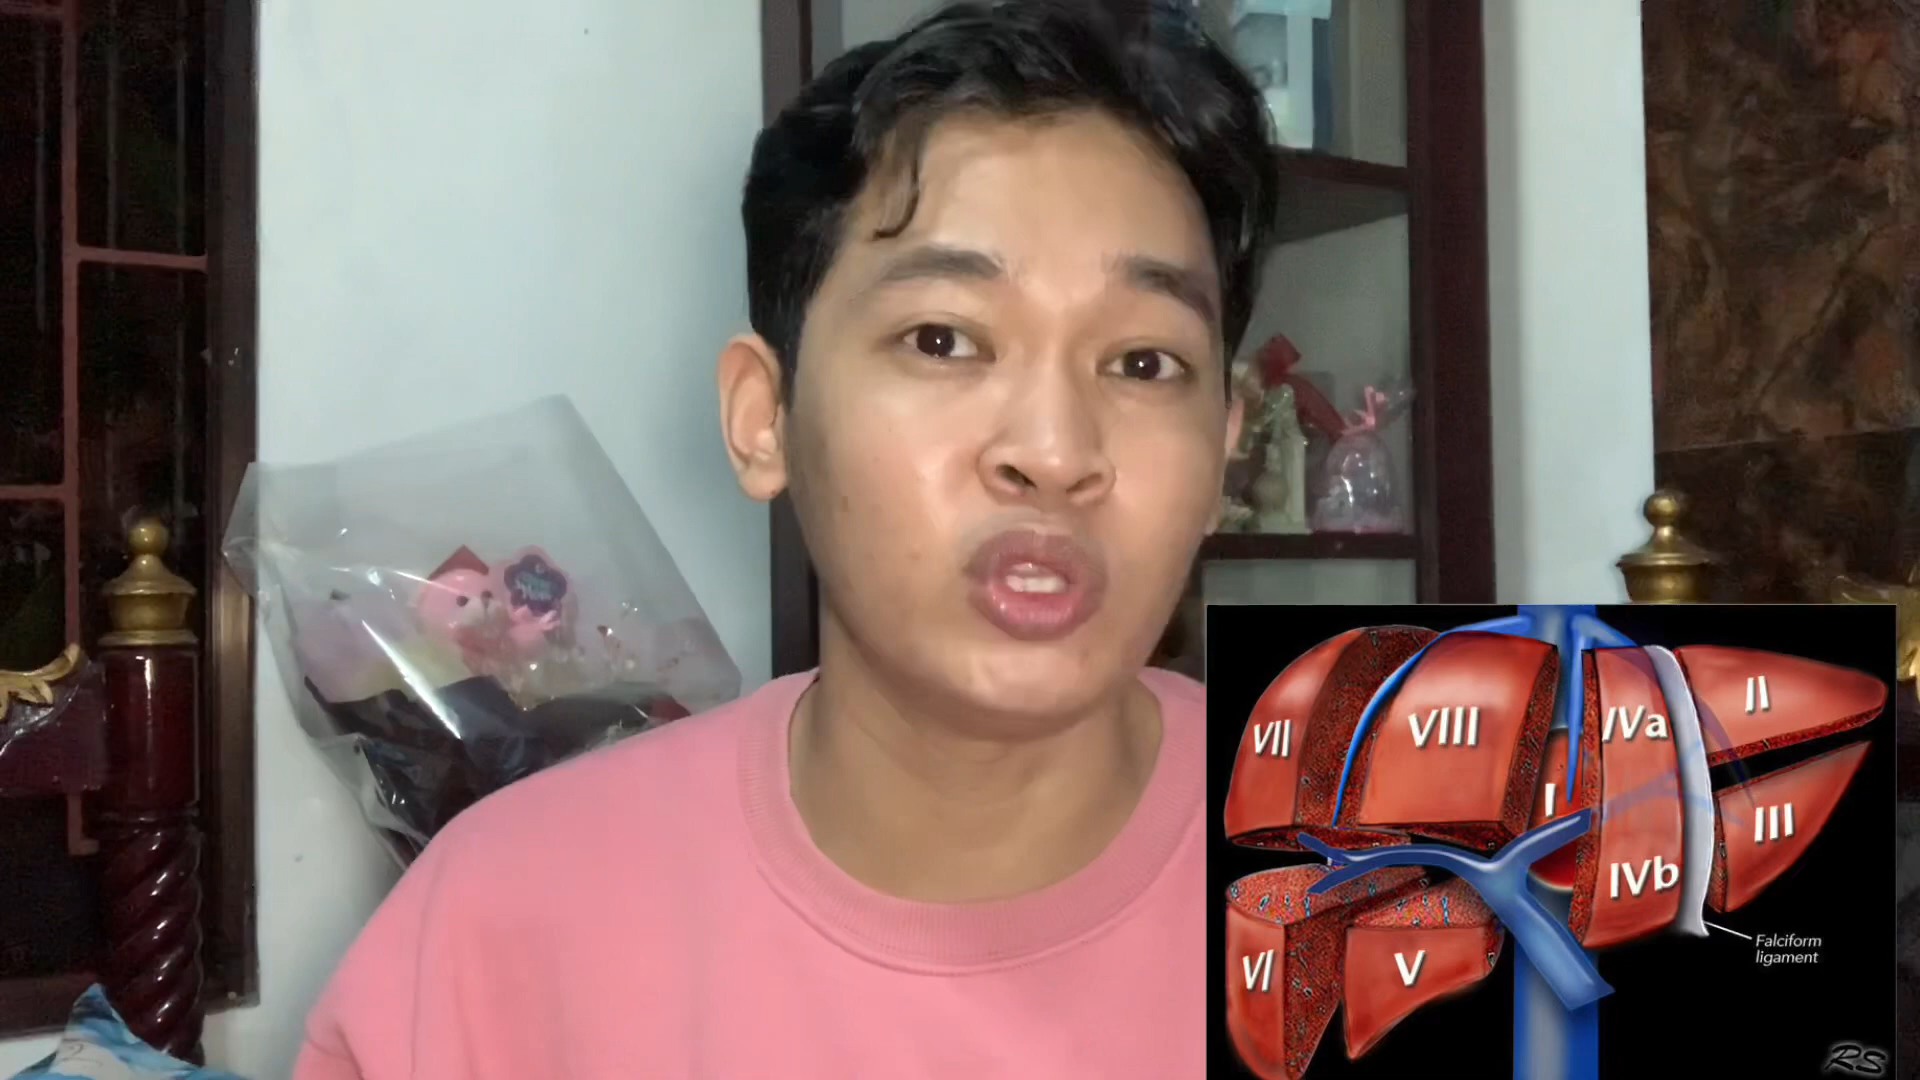 VII
VIII
IVa
II
I
III
IVb
VI
V
Falciform
ligament
RS